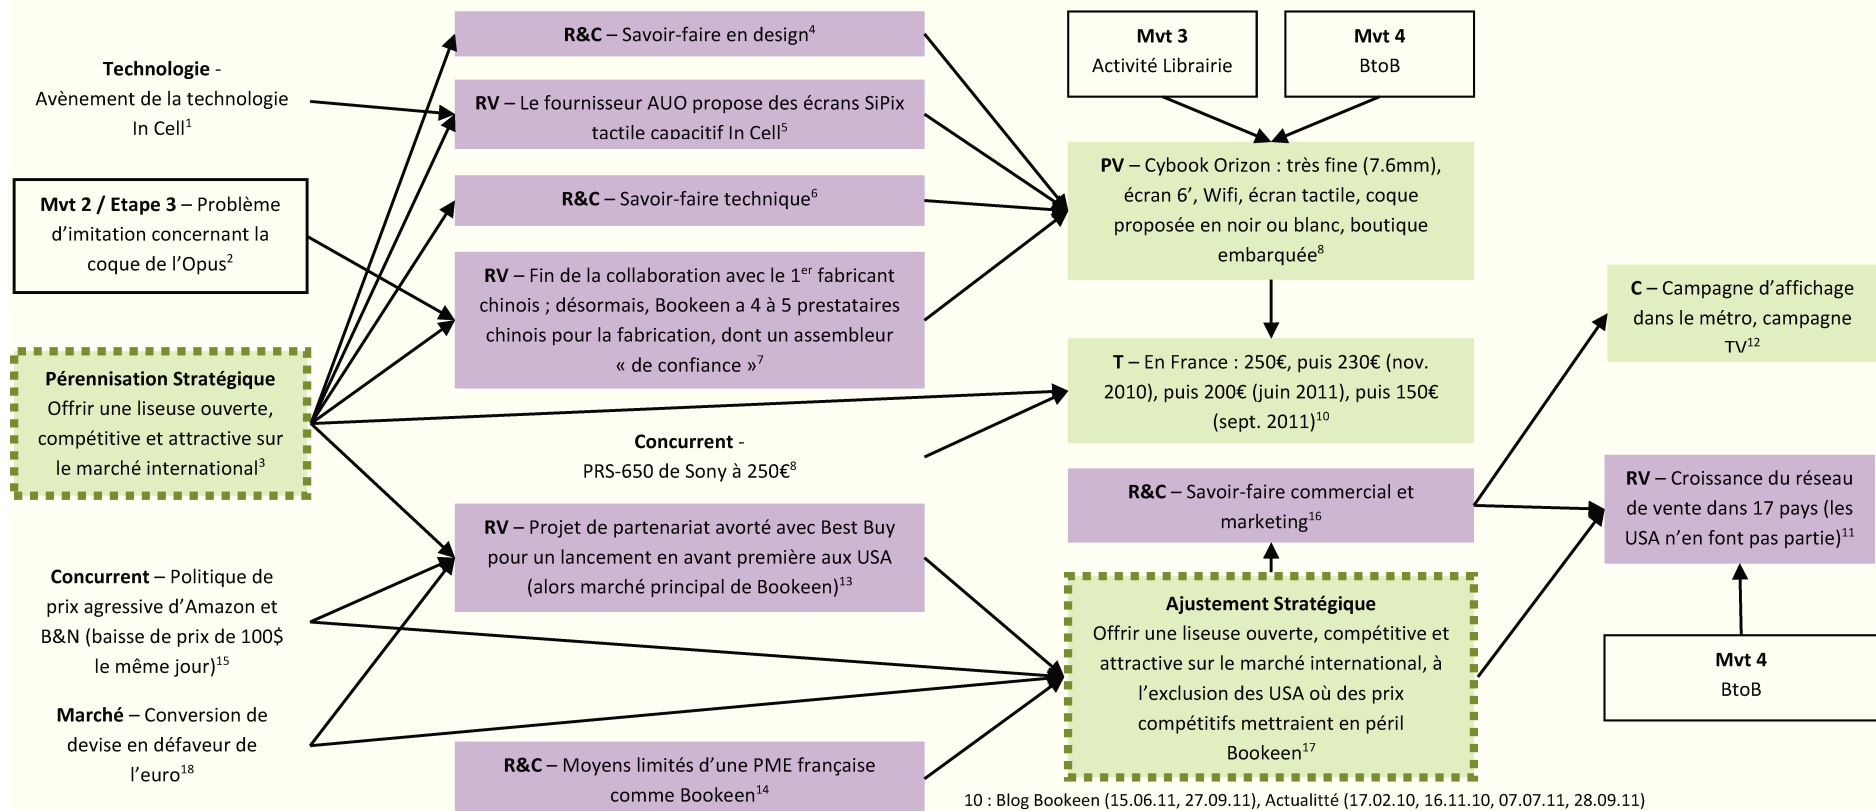 Technologie -
Avènement de la technologie
In Cell1
Mvt 2 / Etape 3 – Problème
d’imitation concernant la
coque de l’Opus2
Pérennisation Stratégique
Offrir une liseuse ouverte,
compétitive et attractive sur
le marché international3
Concurrent – Politique de
prix agressive d’Amazon et
B&N (baisse de prix de 100$
le même jour)15
Marché – Conversion de
devise en défaveur de
l’euro18
R&C – Savoir-faire en design4
RV – Le fournisseur AUO propose des écrans SiPix
tactile capacitif In Cell5
R&C – Savoir-faire technique6
RV – Fin de la collaboration avec le 1er fabricant
chinois ; désormais, Bookeen a 4 à 5 prestataires
chinois pour la fabrication, dont un assembleur
« de confiance »7
Concurrent -
PRS-650 de Sony à 250€8
RV – Projet de partenariat avorté avec Best Buy
pour un lancement en avant première aux USA
(alors marché principal de Bookeen)13
R&C – Moyens limités d’une PME française
comme Bookeen14
Mvt 3
Activité Librairie
Mvt 4
BtoB
PV – Cybook Orizon : très fine (7.6mm),
écran 6’, Wifi, écran tactile, coque
proposée en noir ou blanc, boutique
embarquée8
T – En France : 250€, puis 230€ (nov.
2010), puis 200€ (juin 2011), puis 150€
(sept. 2011)10
R&C – Savoir-faire commercial et
marketing16
Ajustement Stratégique
Offrir une liseuse ouverte, compétitive et
attractive sur le marché international, à
l’exclusion des USA où des prix
compétitifs mettraient en péril
Bookeen17
C – Campagne d’affichage
dans le métro, campagne
TV12
RV – Croissance du réseau
de vente dans 17 pays (les
USA n’en font pas partie)11
Mvt 4
BtoB
10 : Blog Bookeen (15.06.11, 27.09.11), Actualitté (17.02.10, 16.11.10, 07.07.11, 28.09.11)